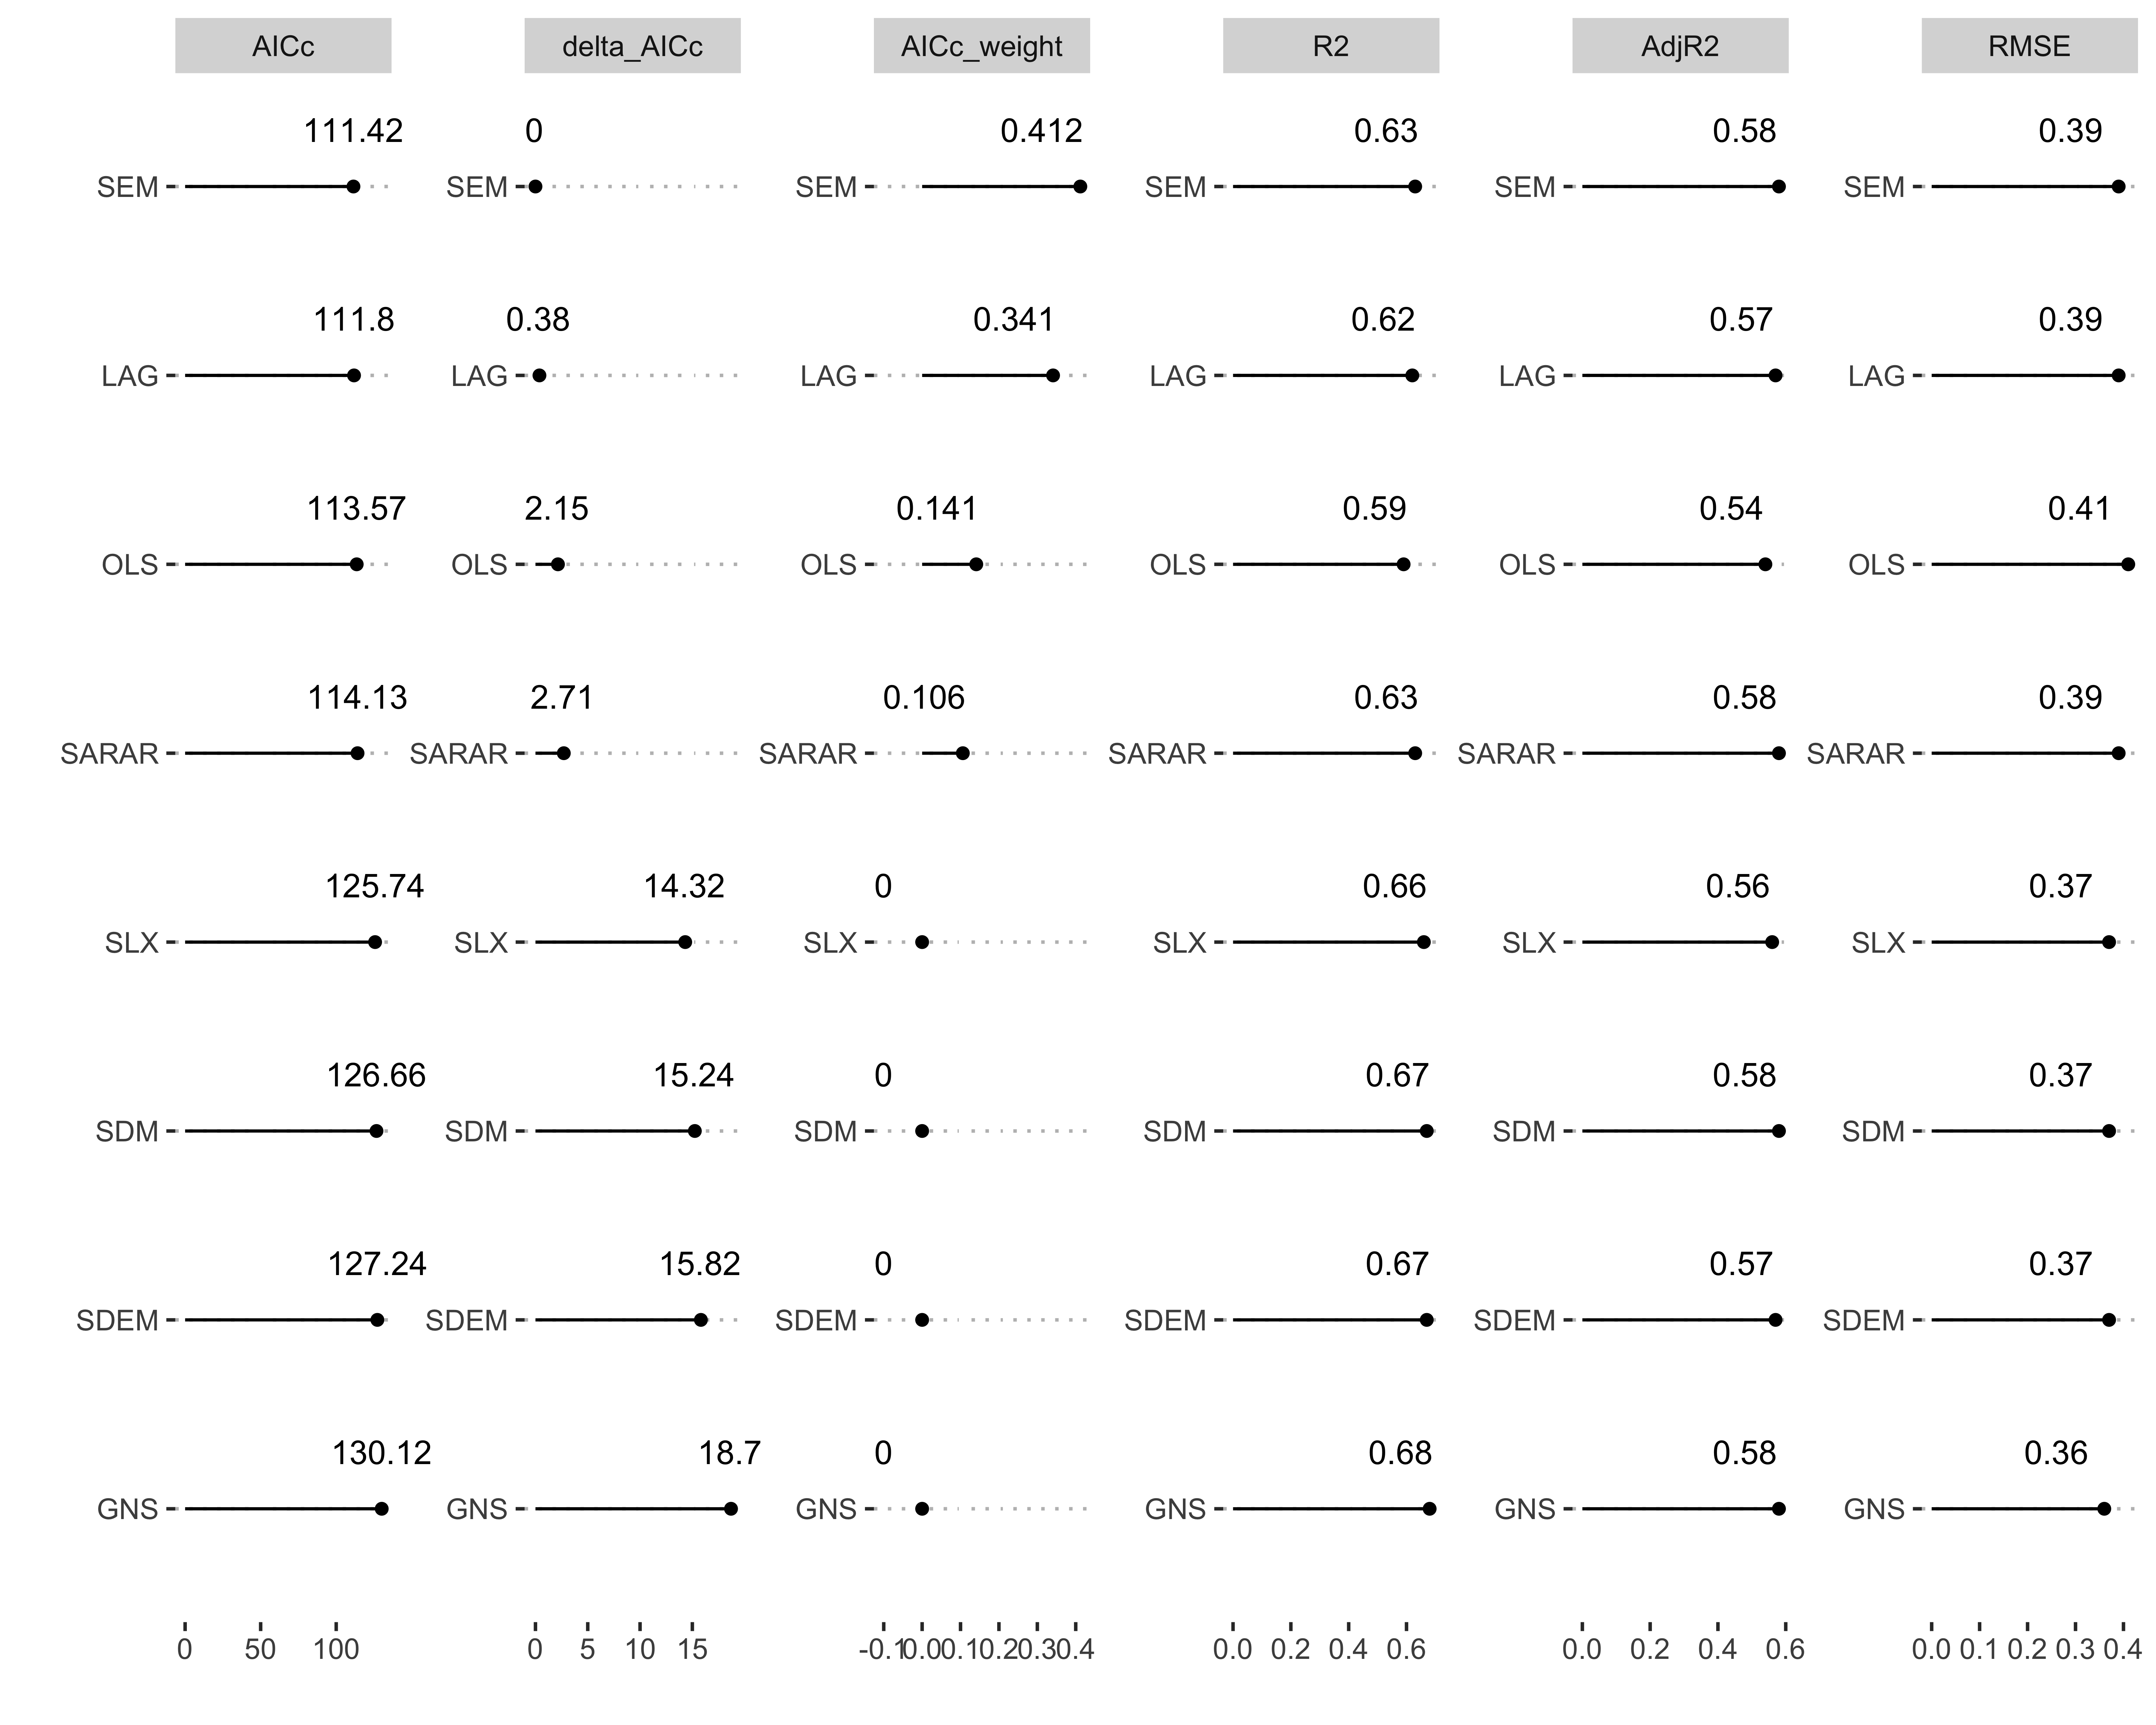 AICc delta_AICc AICc_weight R2 AdjR2 RMSE
111.42 0 0.412 0.63 0.58 0.39
SEM SEM SEM SEM SEM SEM
111.8 0.38 0.341 0.62 0.57 0.39
LAG LAG LAG LAG LAG LAG
113.57 2.15 0.141 0.59 0.54 0.41
OLS OLS OLS OLS OLS OLS
114.13 2.71 0.106 0.63 0.58 0.39
SARAR SARAR SARAR SARAR SARAR SARAR
125.74 14.32 0 0.66 0.56 0.37
SLX SLX SLX SLX SLX SLX
126.66 15.24 0 0.67 0.58 0.37
SDM SDM SDM SDM SDM SDM
127.24 15.82 0 0.67 0.57 0.37
SDEM SDEM SDEM SDEM SDEM SDEM
130.12 18.7 0 0.68 0.58 0.36
GNS GNS GNS GNS GNS GNS
0 50 100 0 5 10 15 -0.1 0.0 0.1 0.2 0.3 0.4 0.0 0.2 0.4 0.6 0.0 0.2 0.4 0.6 0.0 0.1 0.2 0.3 0.4